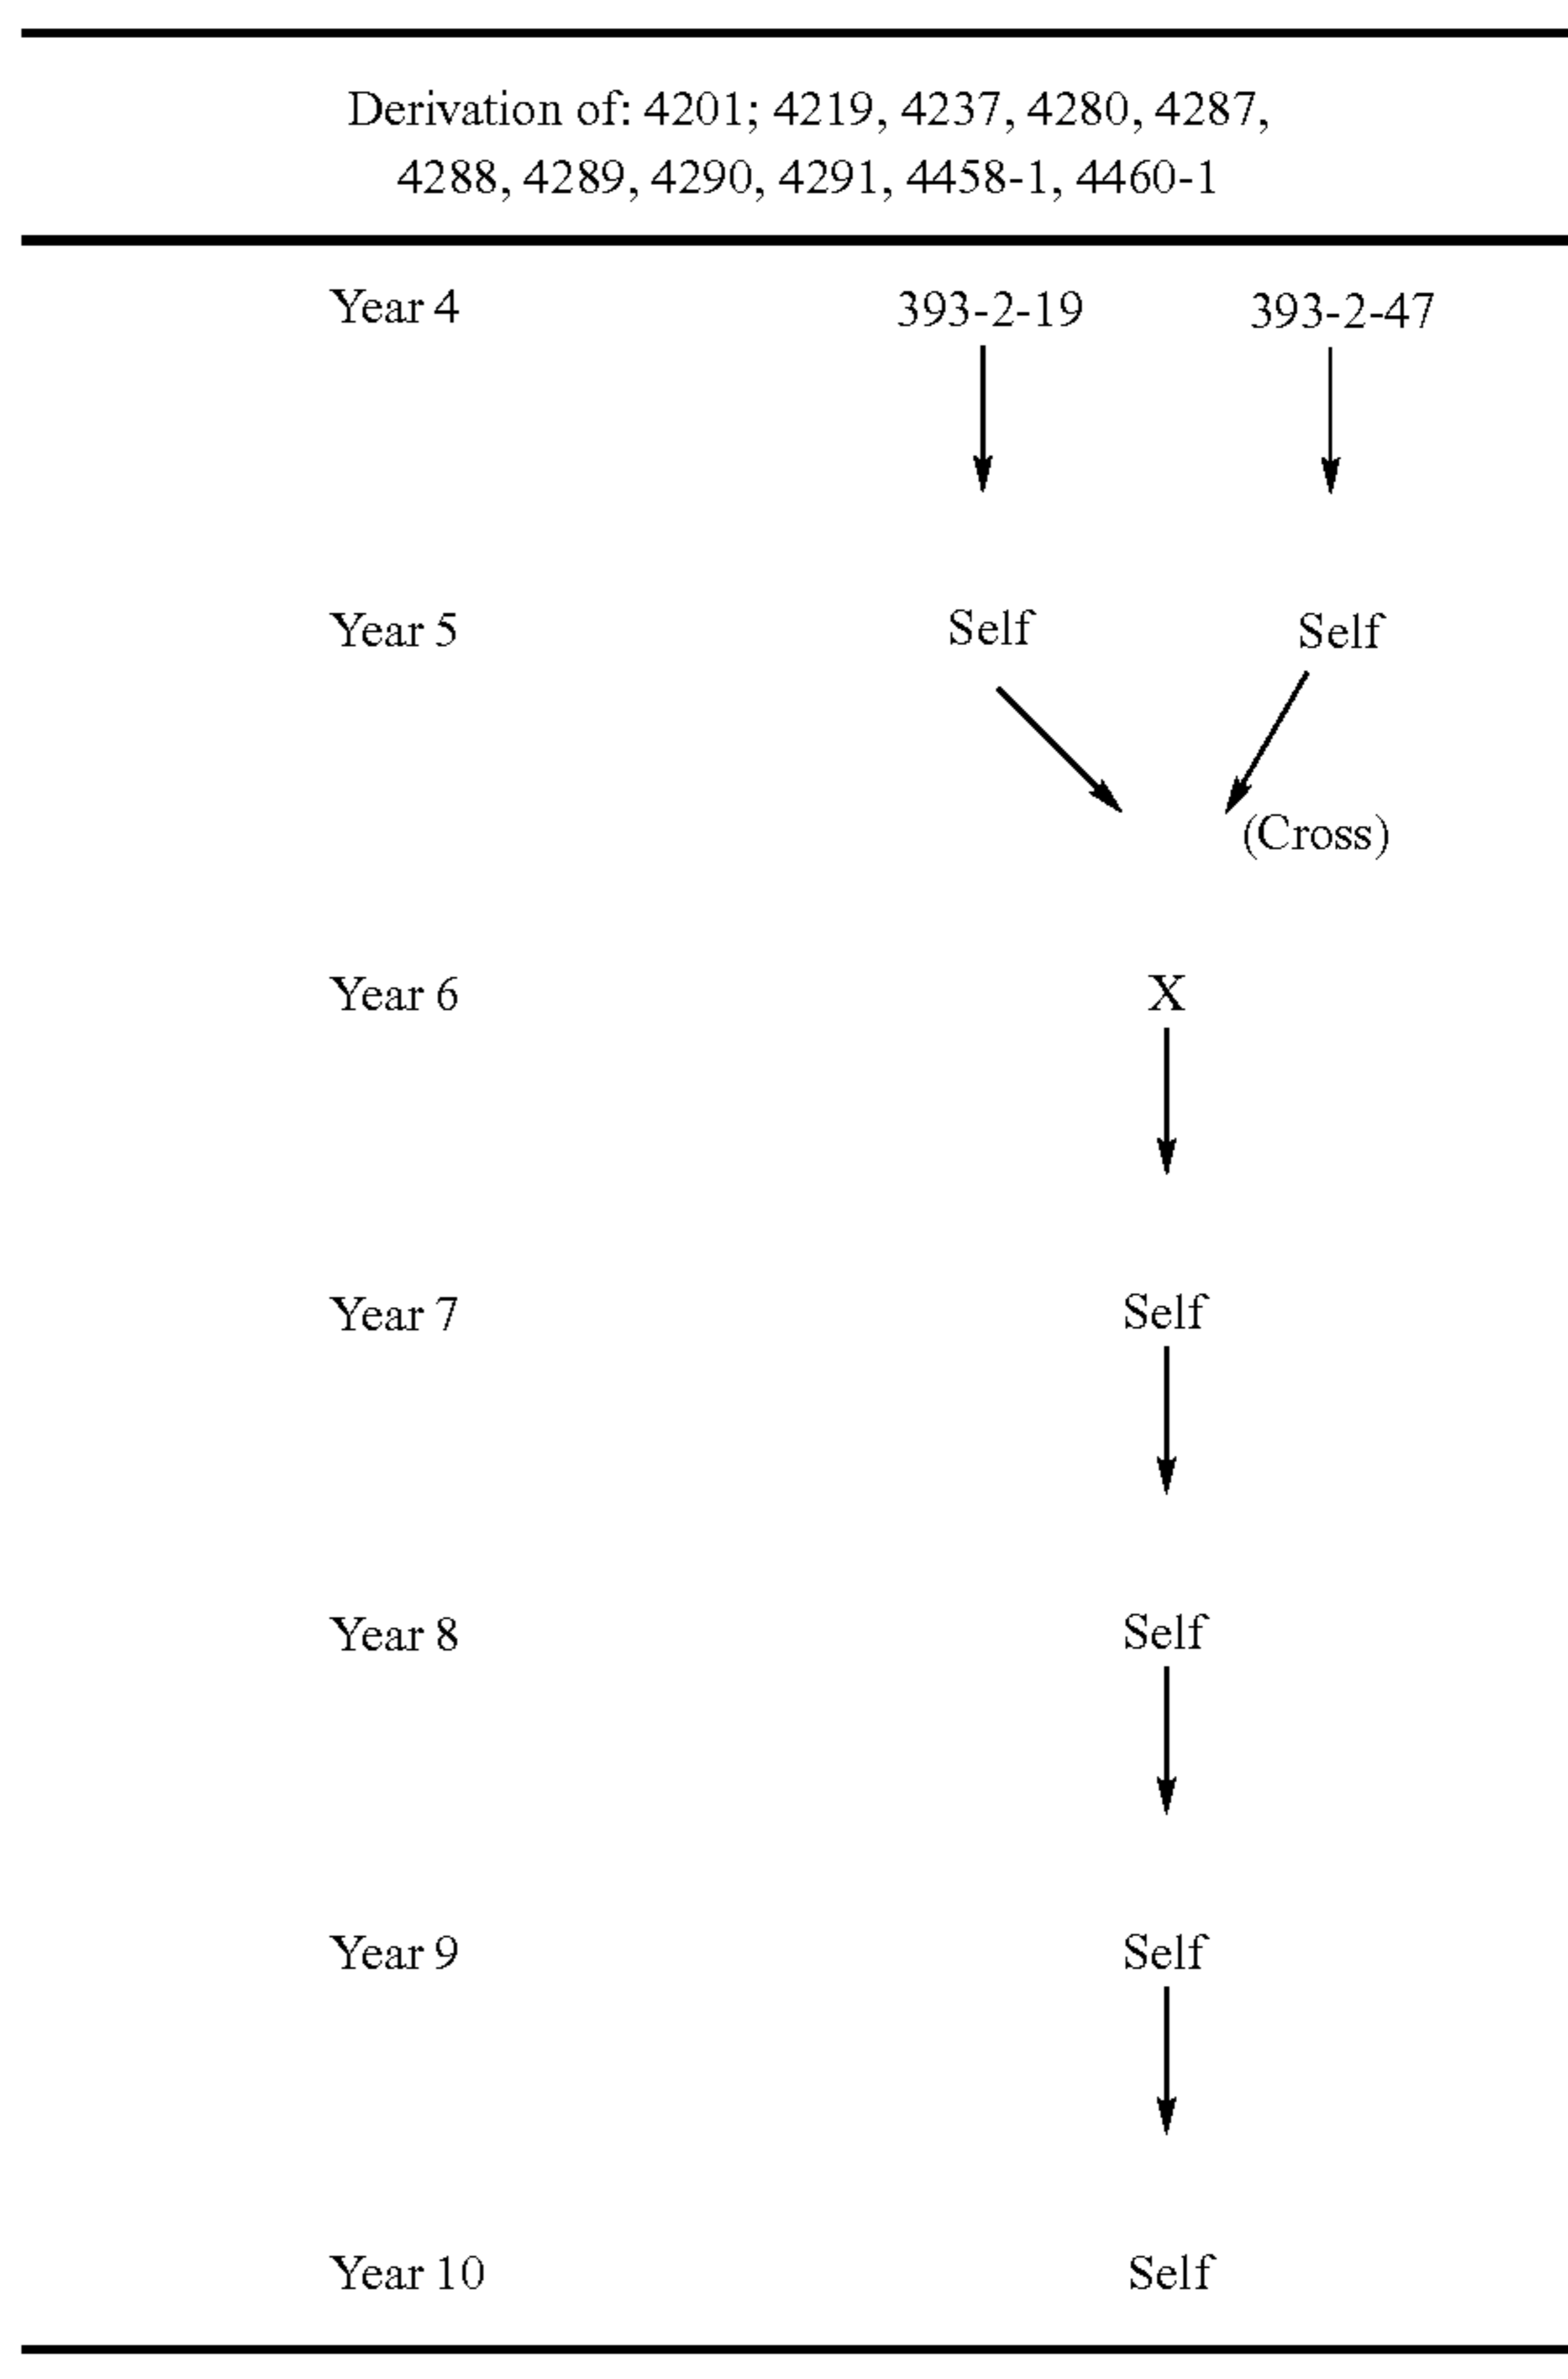 Derivation of: 4201; 4219, 4237, 4280, 4287,
4288, 4289, 4290, 4291, 4458-1, 4460-1
Year 4 393-2-19 393-2-47
Year 5 Self Self
(Cross)
Year 6 X
Year 7 Self
Year 8 Self
Year 9 Self
Year 10 Self